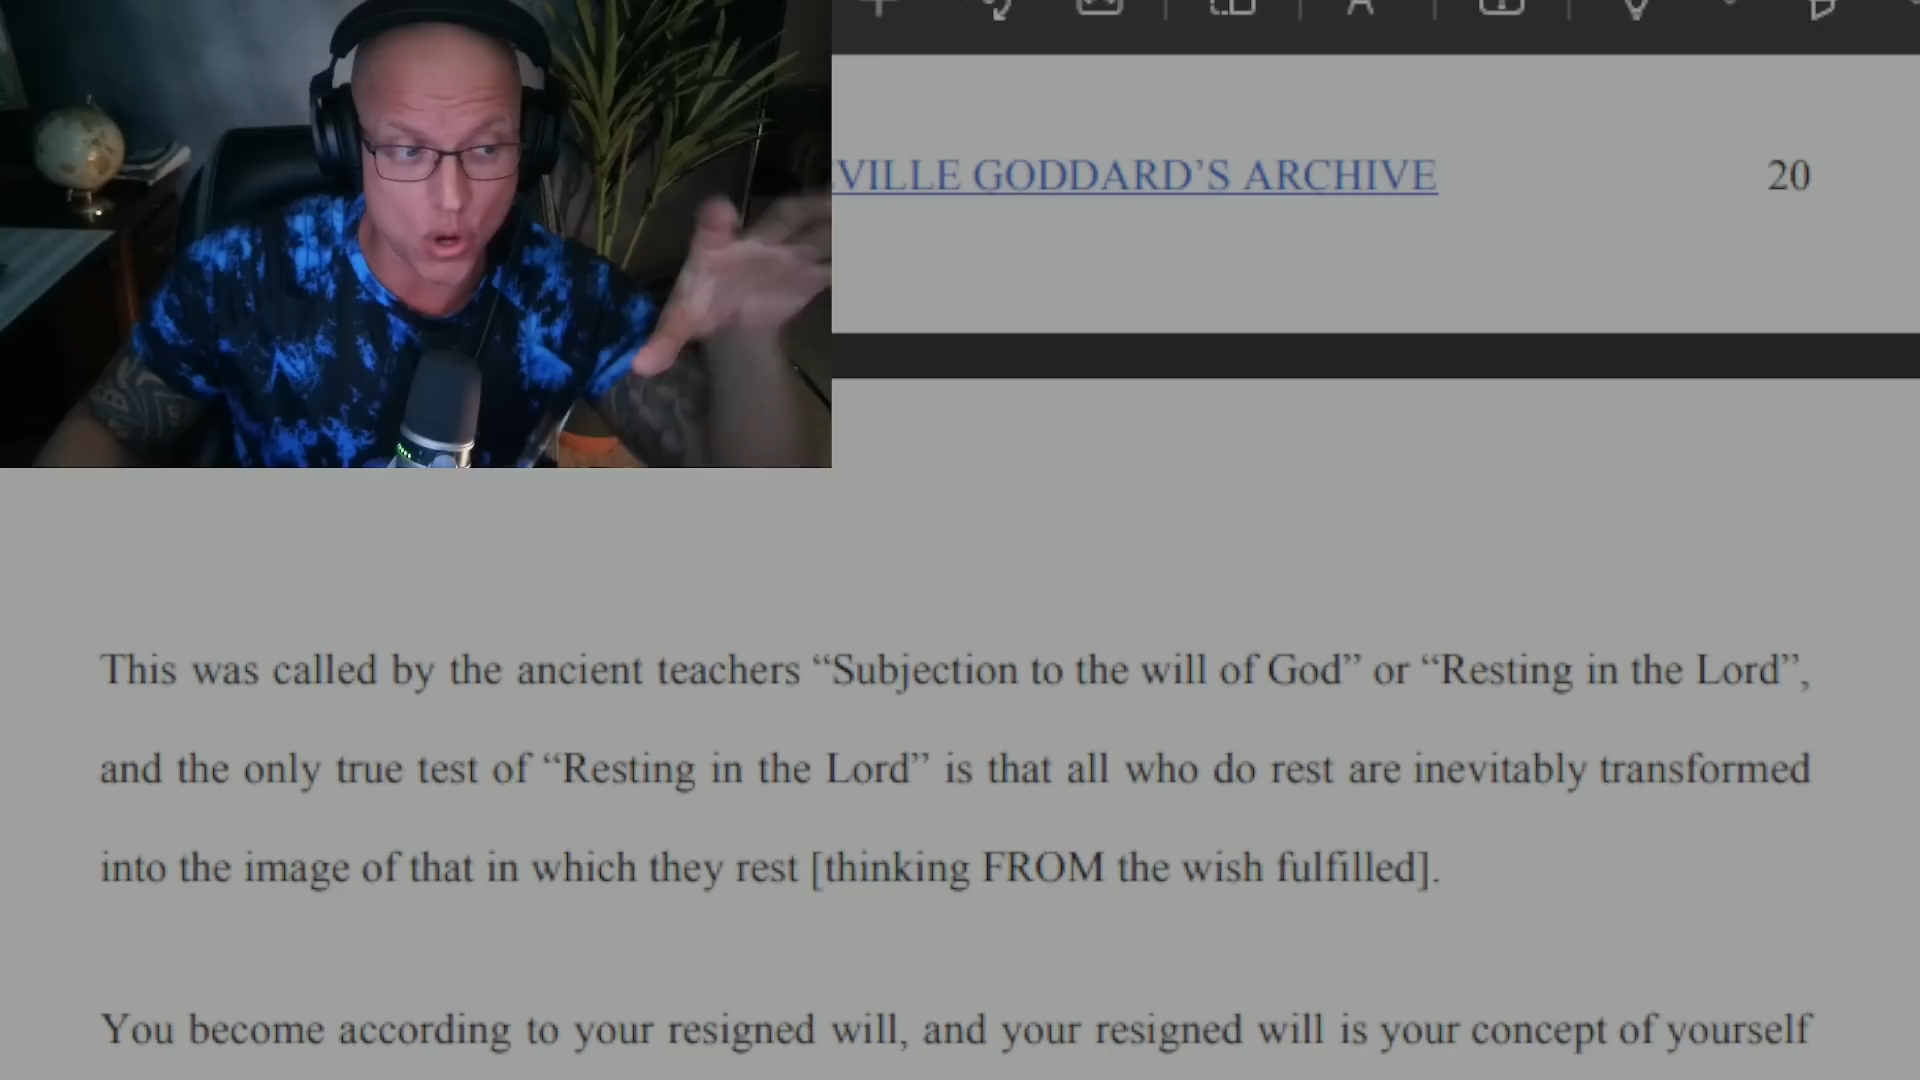 VILLE GODDARD’S ARCHIVE 20
This was called by the ancient teachers “Subjection to the will of God” or “Resting in the Lord”,
and the only true test of “Resting in the Lord” is that all who do rest are inevitably transformed
into the image of that in which they rest [thinking FROM the wish fulfilled].
You become according to your resigned will, and your resigned will is your concept of yourself